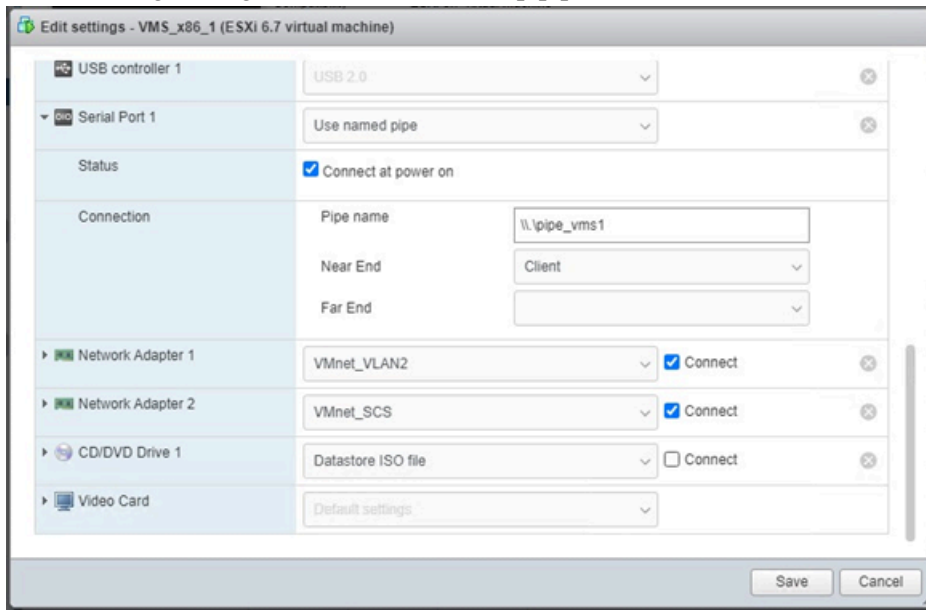 Edit settings - VMS_x86_1 (ESXi 6.7 virtual machine)
USB controller 1 USB 2.0
Serial Port 1 Use named pipe
Status Connect at power on
Connection Pipe name \\.\pipe_vms1
Near End Client
Far End
Network Adapter 1 VMnet_VLAN2 Connect
Network Adapter 2 VMnet_SCS Connect
CD/DVD Drive 1 Datastore ISO file Connect
Video Card Default settings
Save Cancel